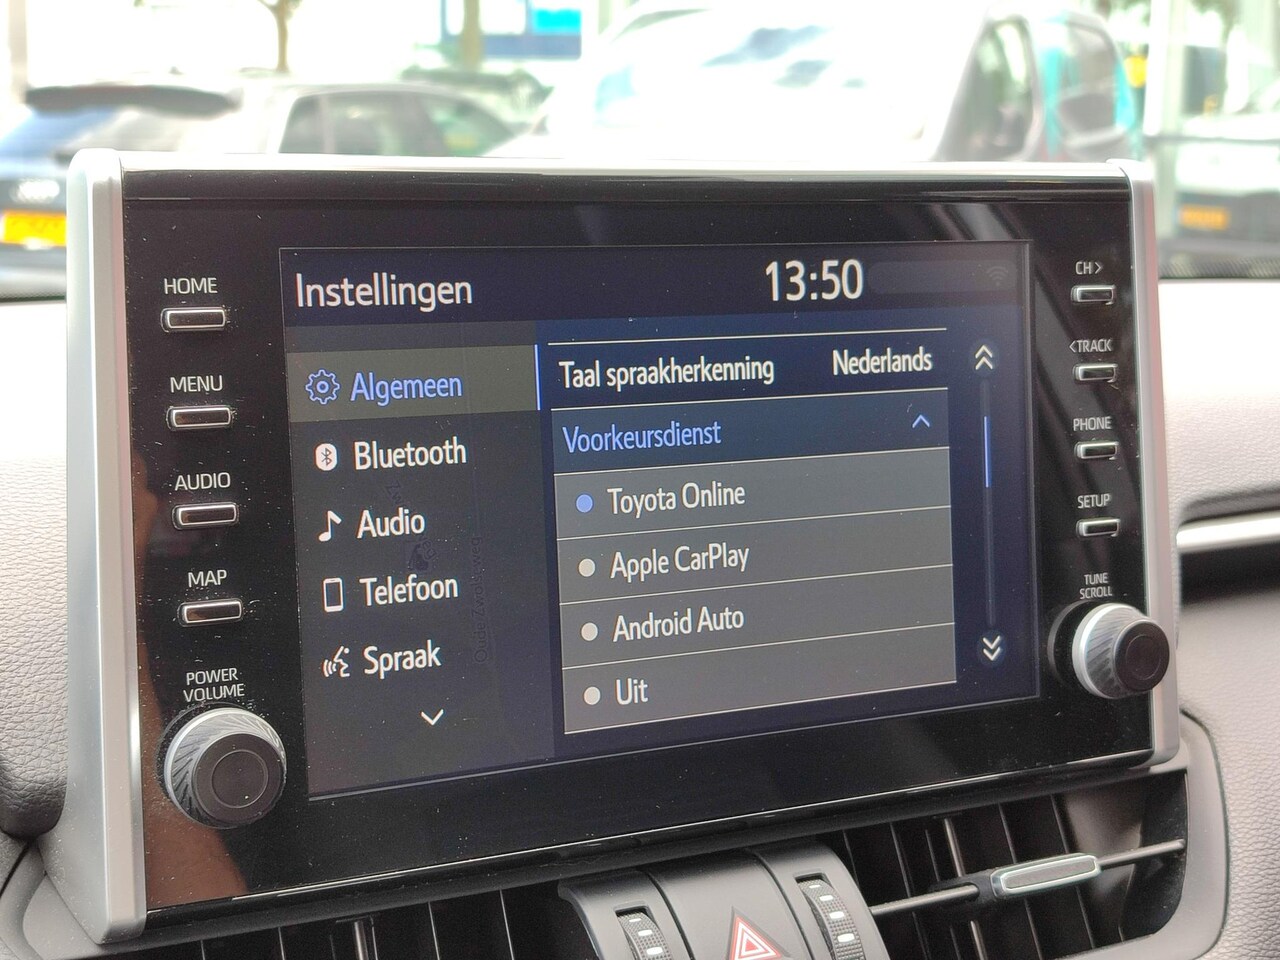 HOME
MENU
AUDIO
MAP
POWER
VOLUME
Instellingen
13:50
Algemeen
Bluetooth
Audio
Telefoon
Spraak
Taal spraakherkenning Nederlands
Voorkeursdienst
Toyota Online
Apple CarPlay
Android Auto
Uit
CH >
< TRACK
PHONE
SETUP
TUNE
SCROLL